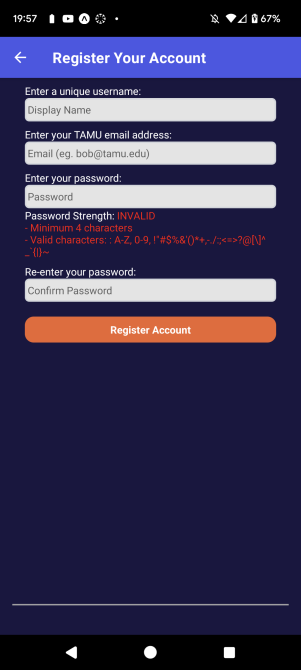 19:57
67%
Register Your Account
Enter a unique username:
Display Name
Enter your TAMU email address:
Email (eg. bob@tamu.edu)
Enter your password:
Password
Password Strength: INVALID
- Minimum 4 characters
- Valid characters: : A-Z, 0-9, !"#$%&'()*+,-./:;<=>?@[\]^
_`{|}~
Re-enter your password:
Confirm Password
Register Account